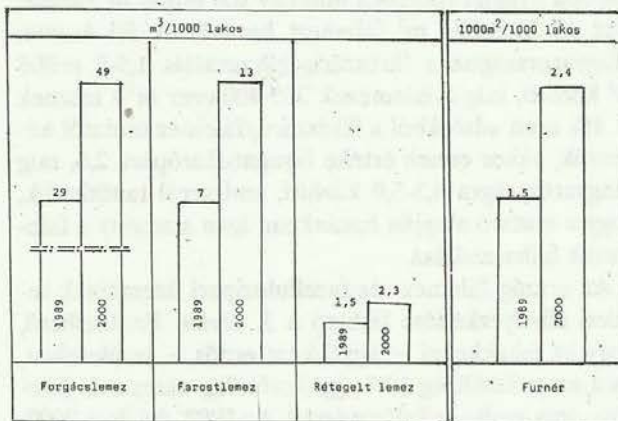 m³/1000 lakos
1000m²/1000 lakos
49
29
1989
2000
Forgácslemez
13
7
1989
2000
Farostlemez
2,3
1,5
1989
2000
Rétegelt lemez
2,4
1,5
1989
2000
Furnér